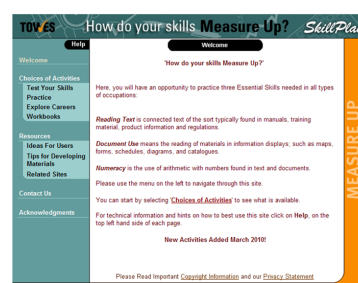 TOWES
How do your skills Measure Up?
SkillPla
Help
Welcome
Choices of Activities
Test Your Skills
Practice
Explore Careers
Workbooks
Resources
Ideas For Users
Tips for Developing
Materials
Related Sites
Contact Us
Acknowledgments
Welcome
'How do your skills Measure Up?'
Here, you will have an opportunity to practice three Essential Skills needed in all types
of occupations:
Reading Text is connected text of the sort typically found in manuals, training
material, product information and regulations.
Document Use means the reading of materials in information displays; such as maps,
forms, schedules, diagrams, and catalogues.
Numeracy is the use of arithmetic with numbers found in text and documents.
Please use the menu on the left to navigate through this site.
You can start by selecting 'Choices of Activities' to see what is available.
For technical information and hints on how to best use this site click on Help, on the
top left hand side of each page.
New Activities Added March 2010!
Please Read Important Copyright Information and our Privacy Statement
MEASURE UP